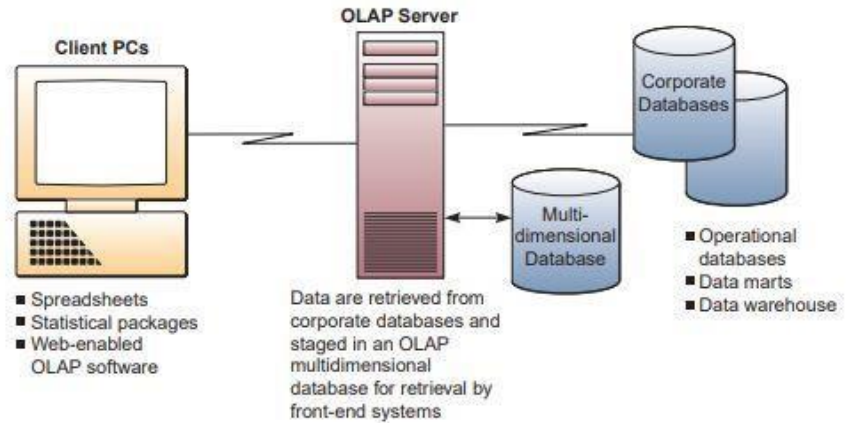 OLAP Server
Client PCs
Corporate
Databases
Multi-
dimensional
Database
■ Operational
databases
■ Data marts
■ Data warehouse
■ Spreadsheets
■ Statistical packages
■ Web-enabled
OLAP software
Data are retrieved from
corporate databases and
staged in an OLAP
multidimensional
database for retrieval by
front-end systems